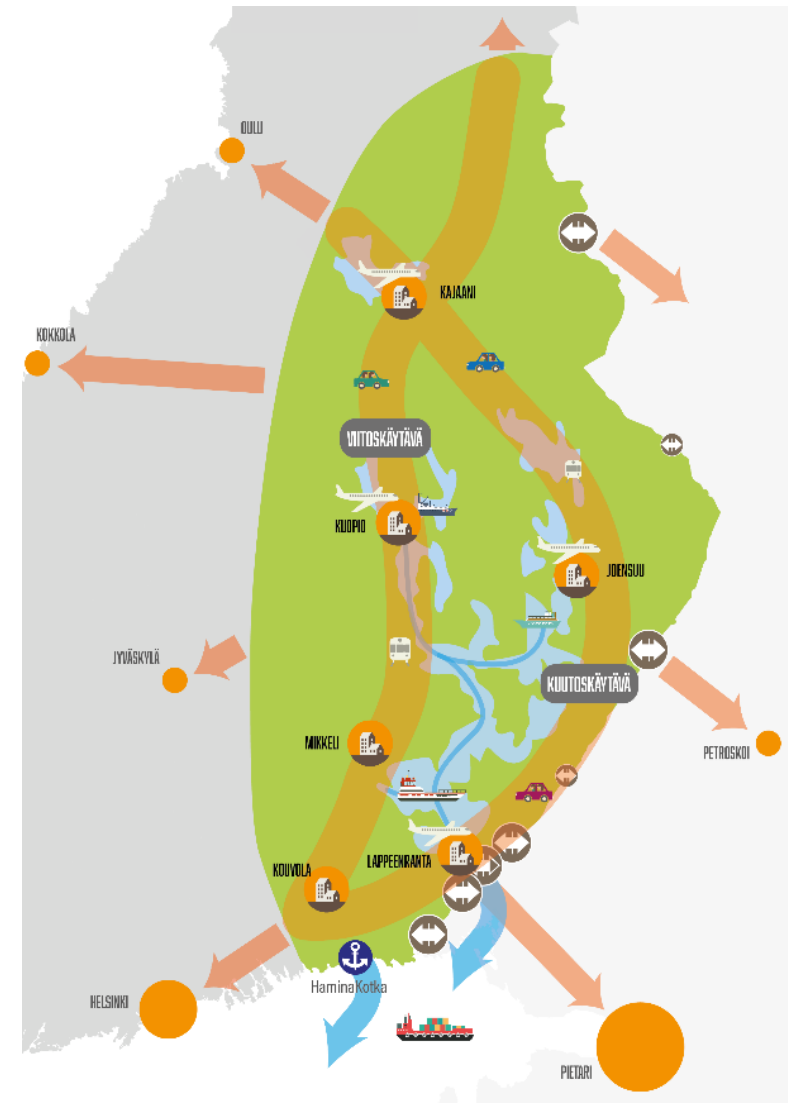 OULU
KAJAANI
KOKKOLA
VIITOSKÄYTÄVÄ
KUOPIO
JOENSUU
JYVÄSKYLÄ
KUUTOSKÄYTÄVÄ
MIKKELI
PETROSKOI
LAPPEENRANTA
KOUVOLA
HaminaKotka
HELSINKI
PIETARI